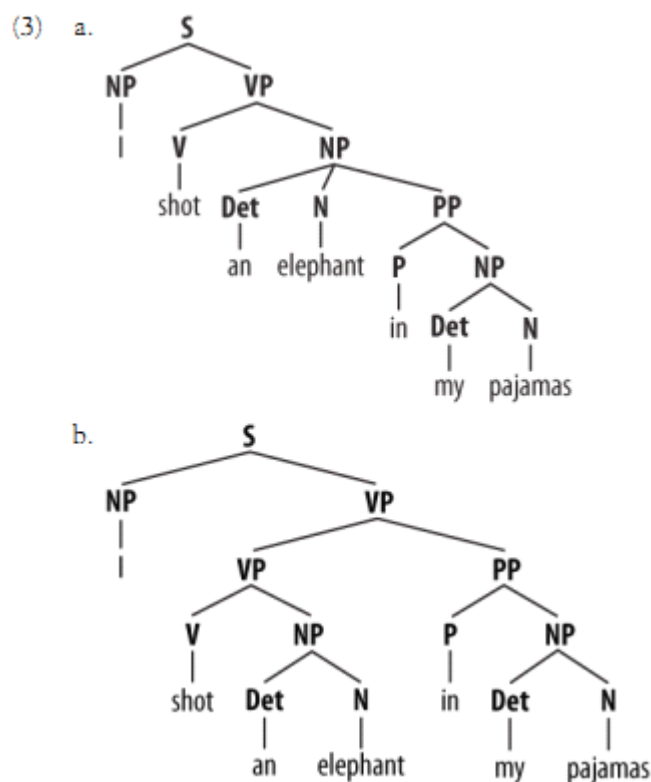 (3) a. S
NP VP
I V NP
shot Det N PP
an elephant P NP
in Det N
my pajamas
b. S
NP VP
I VP PP
V NP P NP
shot Det N in Det N
an elephant my pajamas